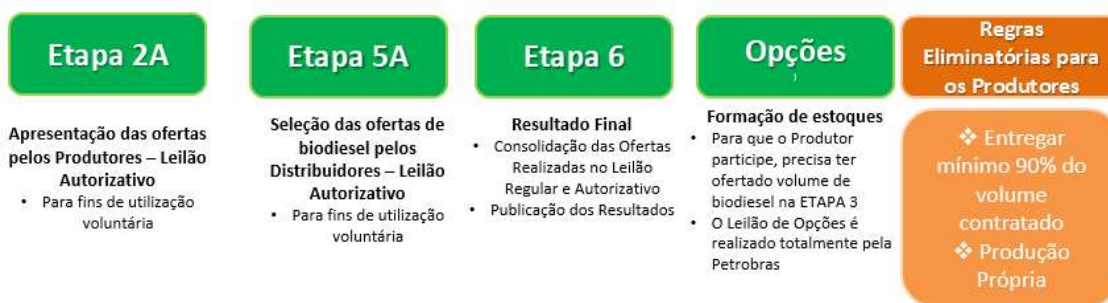 Etapa 2A
Apresentação das ofertas
pelos Produtores – Leilão
Autorizativo
• Para fins de utilização
voluntária
Etapa 5A
Seleção das ofertas de
biodiesel pelos
Distribuidores – Leilão
Autorizativo
• Para fins de utilização
voluntária
Etapa 6
Resultado Final
• Consolidação das Ofertas
Realizadas no Leilão
Regular e Autorizativo
• Publicação dos Resultados
Opções
)
Formação de estoques
• Para que o Produtor
participe, precisa ter
ofertado volume de
biodiesel na ETAPA 3
• O Leilão de Opções é
realizado totalmente pela
Petrobras
Regras
Eliminatórias para
os Produtores
❖ Entregar
mínimo 90% do
volume
contratado
❖ Produção
Própria